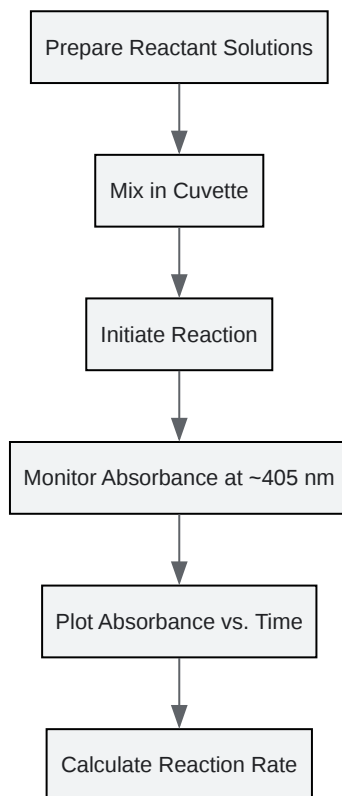 Prepare Reactant Solutions
Mix in Cuvette
Initiate Reaction
Monitor Absorbance at ~405 nm
Plot Absorbance vs. Time
Calculate Reaction Rate